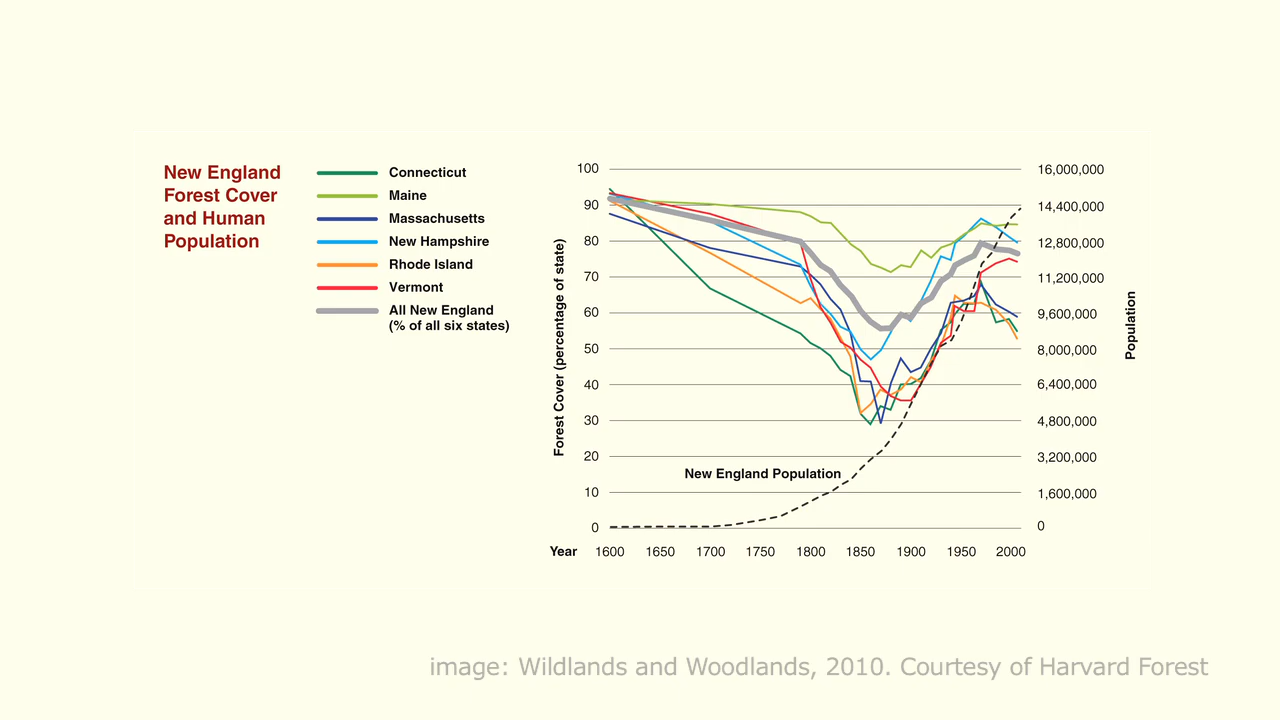 New England
Forest Cover
and Human
Population
Connecticut
Maine
Massachusetts
New Hampshire
Rhode Island
Vermont
All New England
(% of all six states)
Forest Cover (percentage of state)
100
90
80
70
60
50
40
30
20
10
0
New England Population
16,000,000
14,400,000
12,800,000
11,200,000
9,600,000
8,000,000
6,400,000
4,800,000
3,200,000
1,600,000
0
Population
Year 1600 1650 1700 1750 1800 1850 1900 1950 2000
image: Wildlands and Woodlands, 2010. Courtesy of Harvard Forest